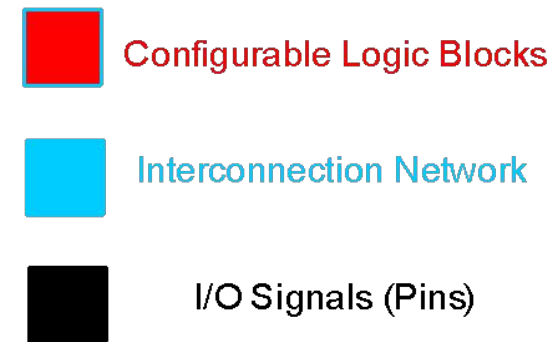 Configurable Logic Blocks
Interconnection Network
I/O Signals (Pins)